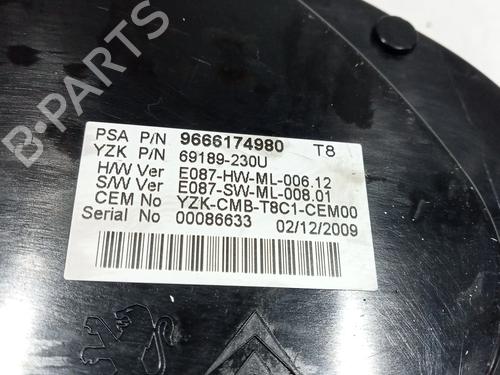 PSA P/N 9666174980 T8
YZK P/N 69189-230U
H/W Ver E087-HW-ML-006.12
S/W Ver E087-SW-ML-008.01
CEM No YZK-CMB-T8C1-CEM00
Serial No 00086633 02/12/2009
B-PARTS